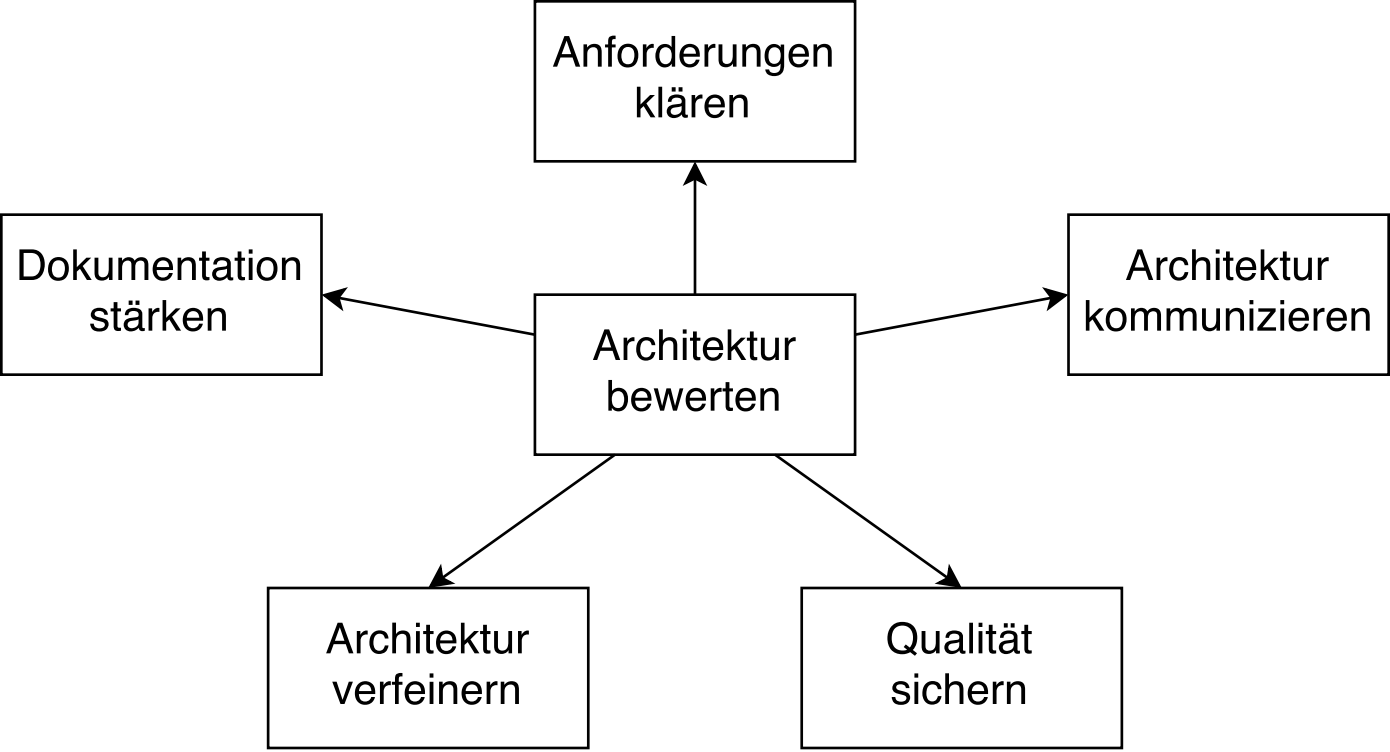 Anforderungen
klären
Dokumentation
stärken
Architektur
kommunizieren
Architektur
bewerten
Architektur
verfeinern
Qualität
sichern